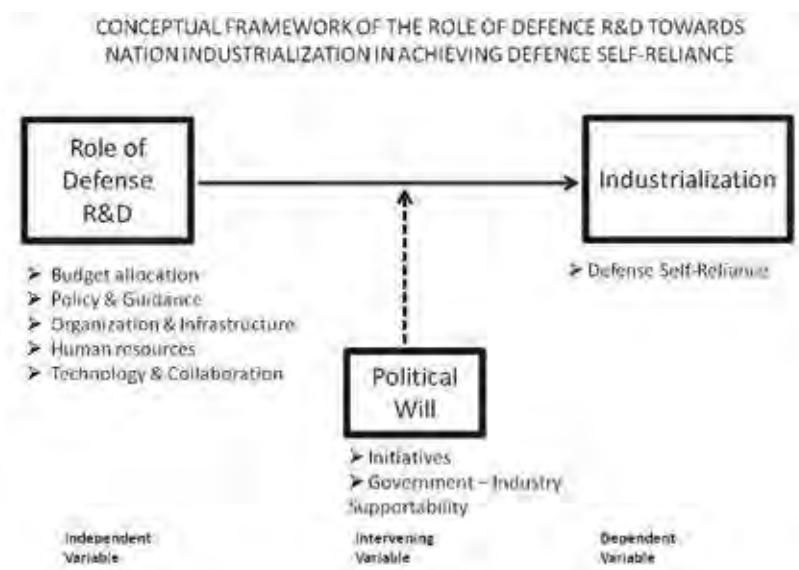 CONCEPTUAL FRAMEWORK OF THE ROLE OF DEFENCE R&D TOWARDS
NATION INDUSTRIALIZATION IN ACHIEVING DEFENCE SELF-RELIANCE
Role of
Defense
R&D
Industrialization
➢ Budget allocation
➢ Policy & Guidance
➢ Organization & Infrastructure
➢ Human resources
➢ Technology & Collaboration
➢ Defense Self-Reliance
Political
Will
➢ Initiatives
➢ Government – Industry
Supportability
Independent
Variable
Intervening
Variable
Dependent
Variable